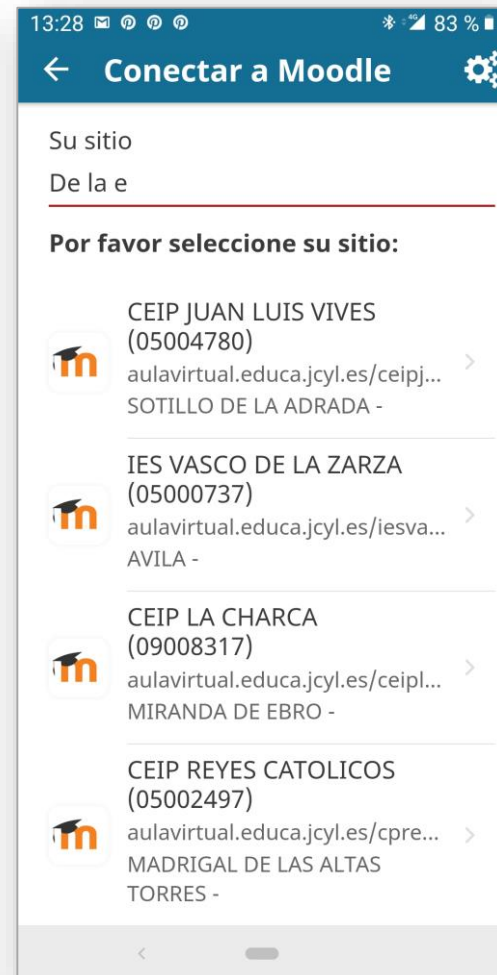 13:28 83 %
Conectar a Moodle
Su sitio
De la e
Por favor seleccione su sitio:
CEIP JUAN LUIS VIVES
(05004780)
aulavirtual.educa.jcyl.es/ceipj...
SOTILLO DE LA ADRADA -
IES VASCO DE LA ZARZA
(05000737)
aulavirtual.educa.jcyl.es/iesva...
AVILA -
CEIP LA CHARCA
(09008317)
aulavirtual.educa.jcyl.es/ceipl...
MIRANDA DE EBRO -
CEIP REYES CATOLICOS
(05002497)
aulavirtual.educa.jcyl.es/cpre...
MADRIGAL DE LAS ALTAS
TORRES -